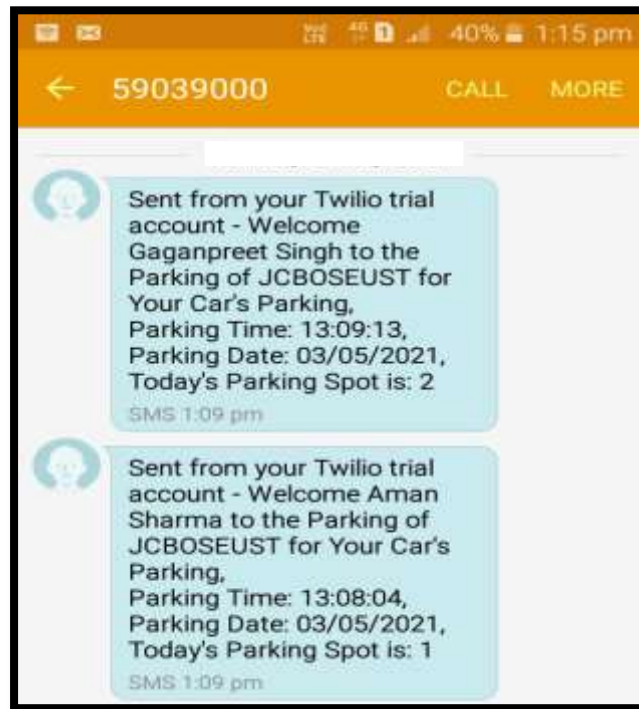 40% 1:15 pm
59039000 CALL MORE
Sent from your Twilio trial
account - Welcome
Gaganpreet Singh to the
Parking of JCBOSEUST for
Your Car's Parking,
Parking Time: 13:09:13,
Parking Date: 03/05/2021,
Today's Parking Spot is: 2
SMS 1:09 pm
Sent from your Twilio trial
account - Welcome Aman
Sharma to the Parking of
JCBOSEUST for Your Car's
Parking,
Parking Time: 13:08:04,
Parking Date: 03/05/2021,
Today's Parking Spot is: 1
SMS 1:09 pm